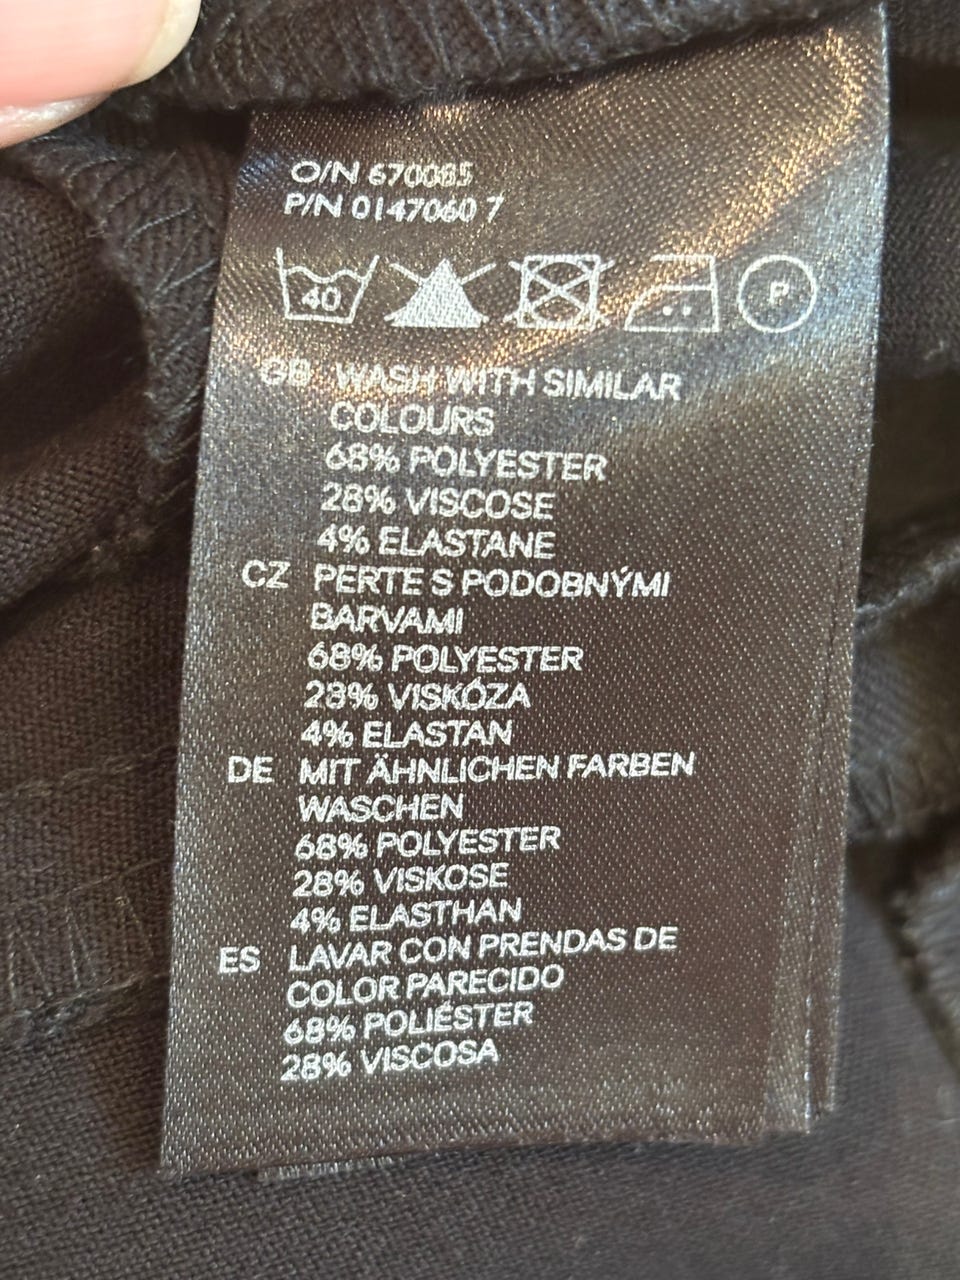 O/N 670085
P/N 0147060 7
40 P
GB WASH WITH SIMILAR
COLOURS
68% POLYESTER
28% VISCOSE
4% ELASTANE
CZ PERTE S PODOBNÝMI
BARVAMI
68% POLYESTER
28% VISKÓZA
4% ELASTAN
DE MIT ÄHNLICHEN FARBEN
WASCHEN
68% POLYESTER
28% VISKOSE
4% ELASTHAN
ES LAVAR CON PRENDAS DE
COLOR PARECIDO
68% POLIÉSTER
28% VISCOSA